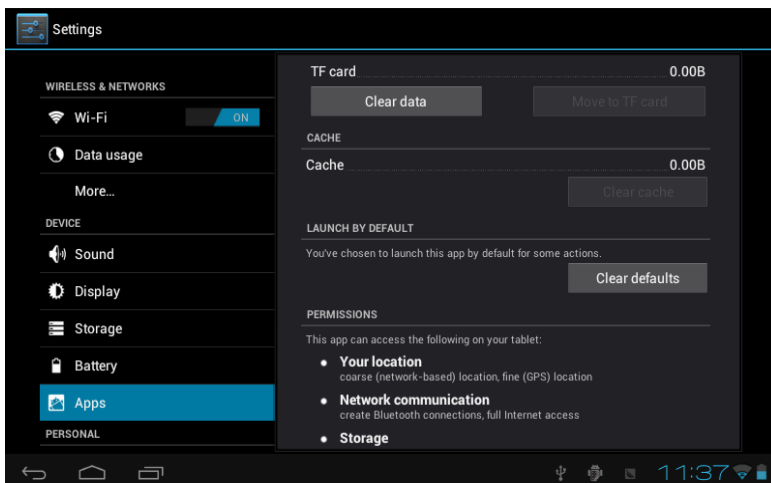 Settings
WIRELESS & NETWORKS
Wi-Fi ON
Data usage
More...
DEVICE
Sound
Display
Storage
Battery
Apps
PERSONAL
TF card 0.00B
Clear data Move to TF card
CACHE
Cache 0.00B
Clear cache
LAUNCH BY DEFAULT
You've chosen to launch this app by default for some actions.
Clear defaults
PERMISSIONS
This app can access the following on your tablet:
• Your location
coarse (network-based) location, fine (GPS) location
• Network communication
create Bluetooth connections, full Internet access
• Storage
11:37